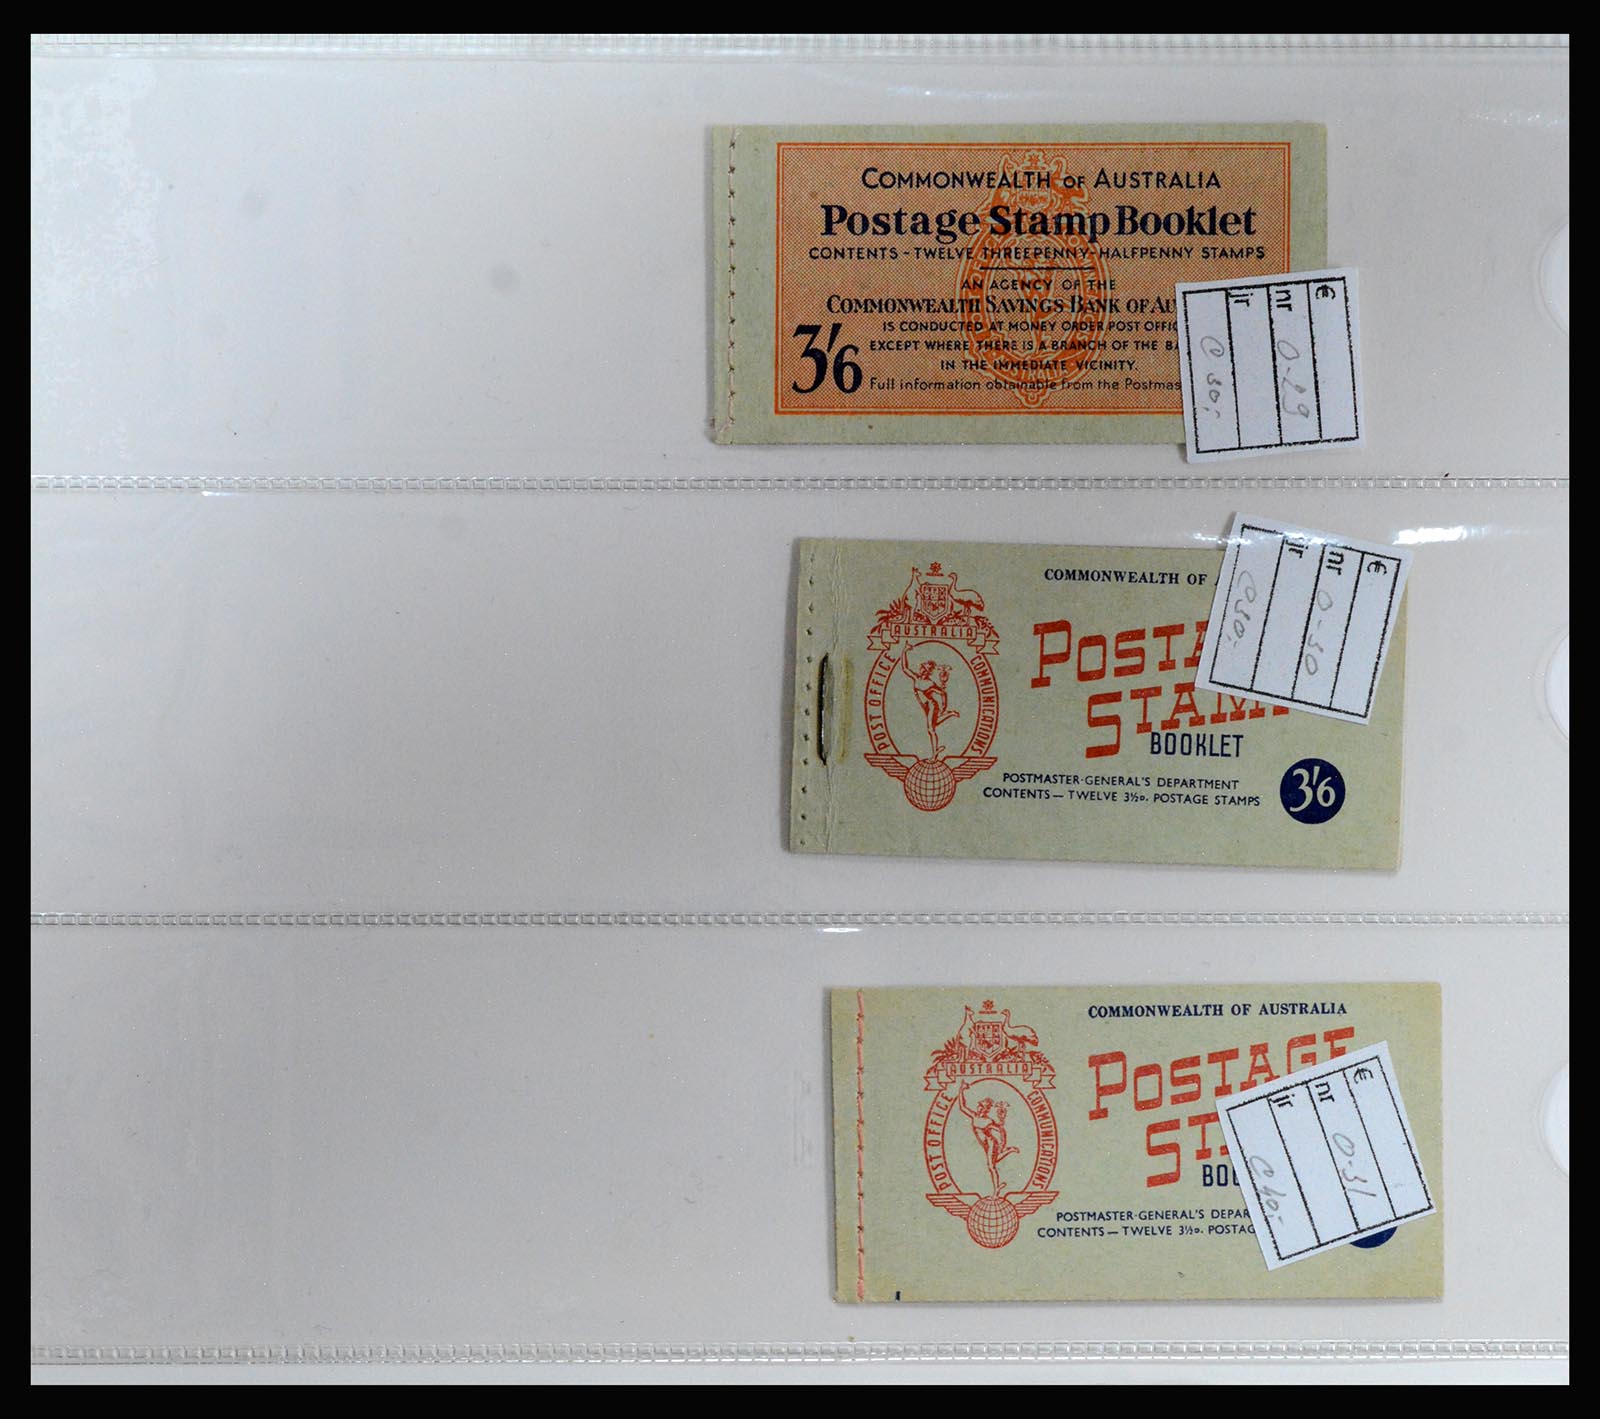 COMMONWEALTH OF AUSTRALIA
Postage Stamp Booklet
CONTENTS - TWELVE THREEPENNY-HALFPENNY STAMPS
AN AGENCY OF THE
COMMONWEALTH SAVINGS BANK OF AU
IS CONDUCTED AT MONEY ORDER POST OFFIC
EXCEPT WHERE THERE IS A BRANCH OF THE BA
IN THE IMMEDIATE VICINITY.
3/6 Full information obtainable from the Postmas
€
nr 0-29
jr
COMMONWEALTH OF
POSTA
STAMP
BOOKLET
AUSTRALIA
POST OFFICE COMMUNICATIONS
POSTMASTER-GENERAL'S DEPARTMENT
CONTENTS — TWELVE 3½D. POSTAGE STAMPS
3/6
€
nr 0-30
jr
COMMONWEALTH OF AUSTRALIA
POSTAGE
STA
BOO
AUSTRALIA
POST OFFICE COMMUNICATIONS
POSTMASTER-GENERAL'S DEPAR
CONTENTS — TWELVE 3½D. POSTAG
€
nr 0-31
jr